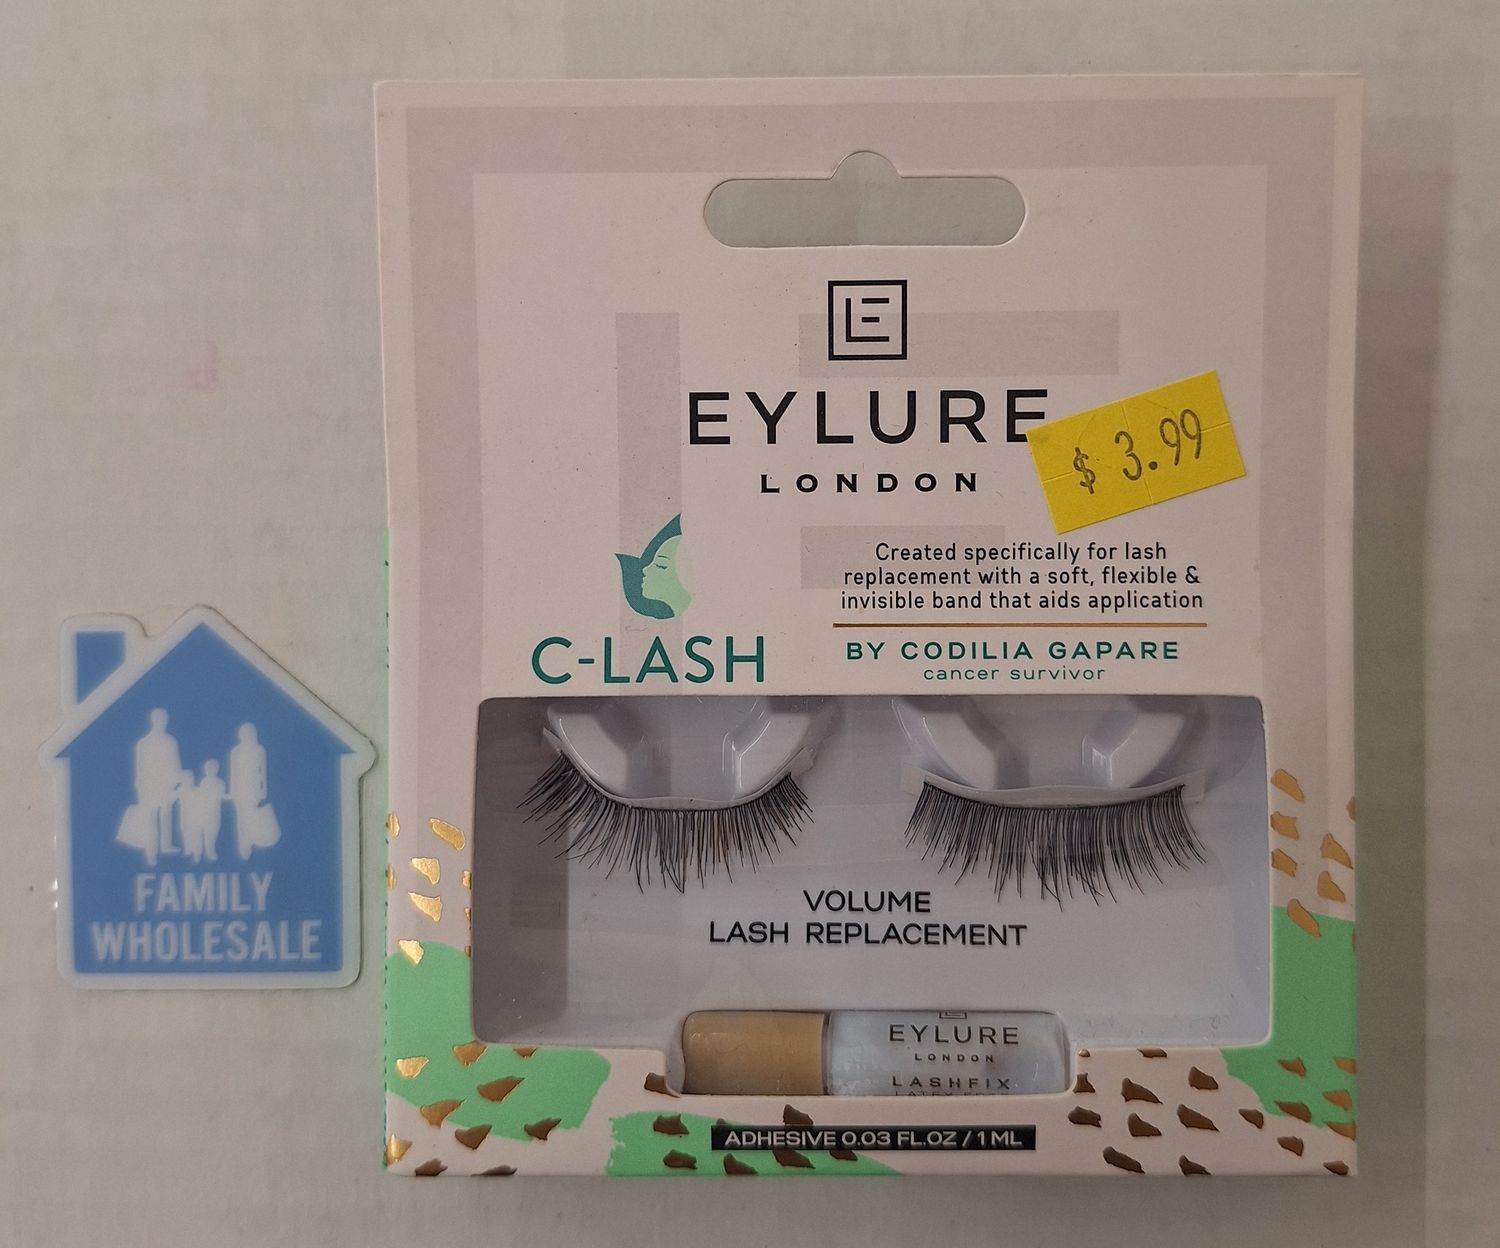 EYLURE
LONDON
$ 3.99
Created specifically for lash
replacement with a soft, flexible &
invisible band that aids application
C-LASH
BY CODILIA GAPARE
cancer survivor
VOLUME
LASH REPLACEMENT
EYLURE
LONDON
LASHFIX
ADHESIVE 0.03 FL.OZ / 1 ML
FAMILY
WHOLESALE